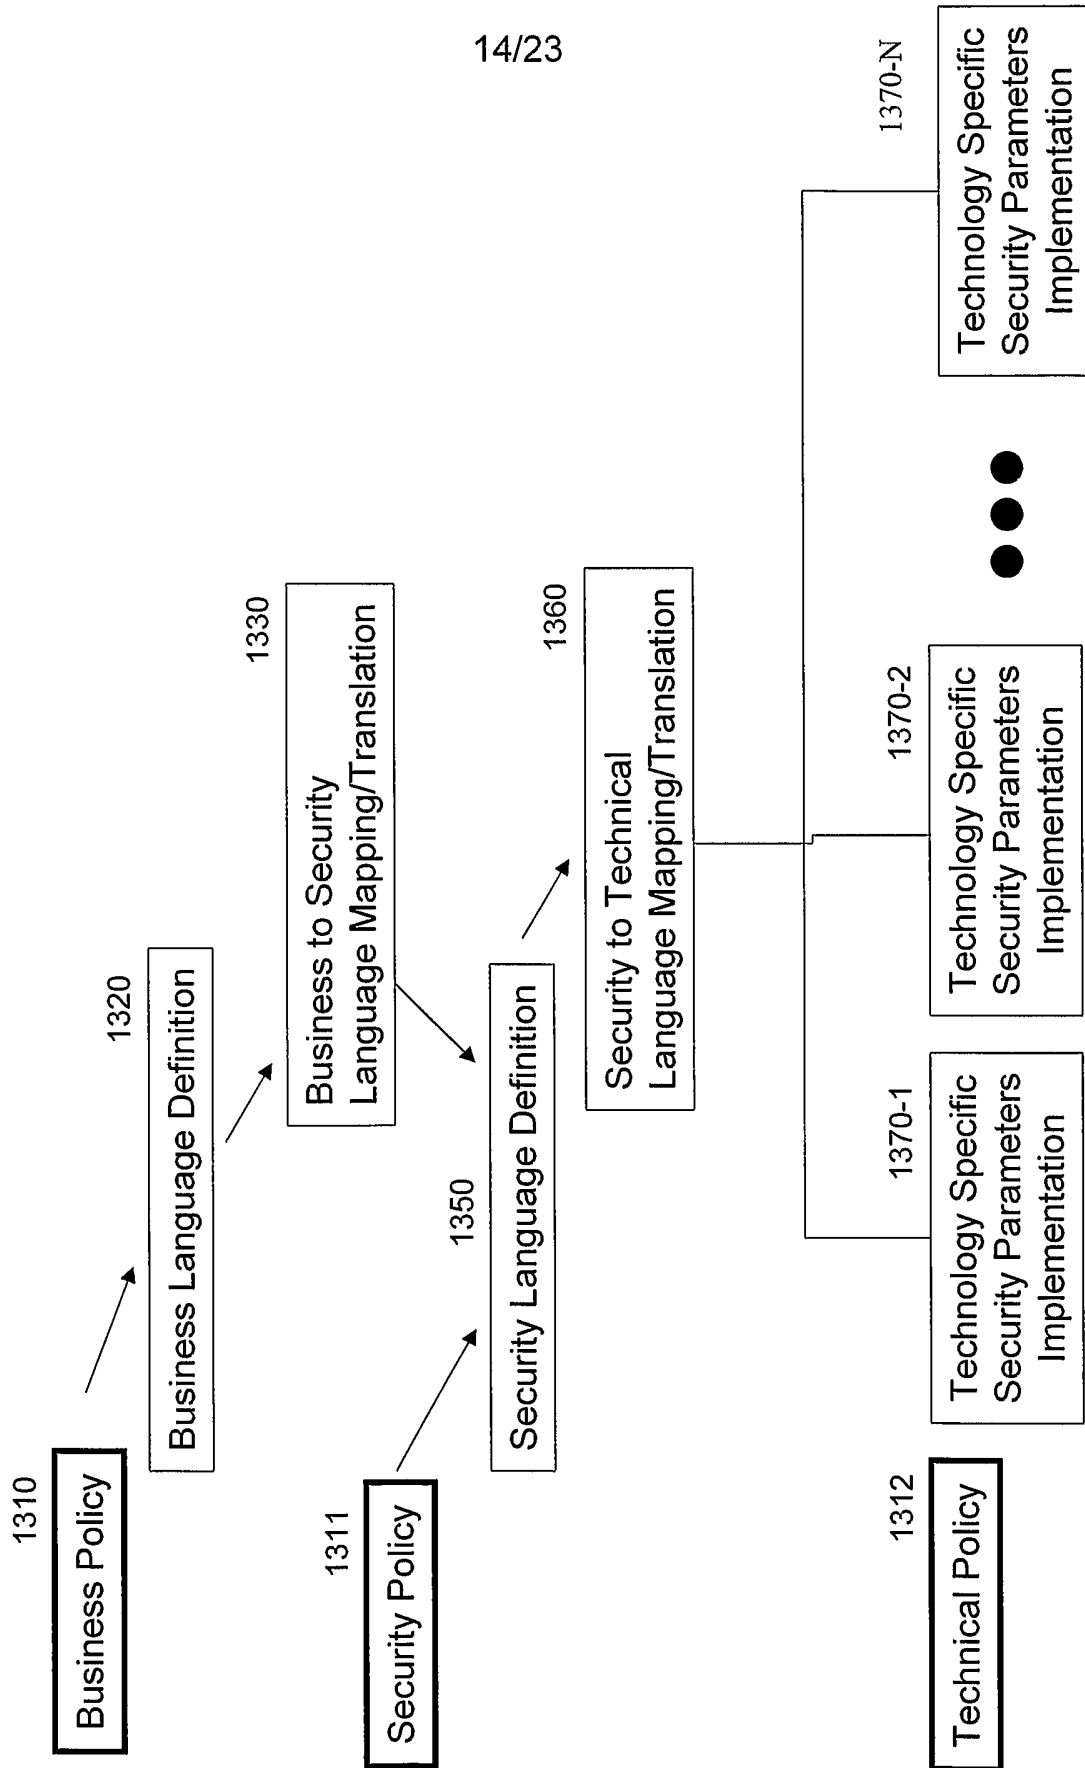 14/23
1310
Business Policy
1320
Business Language Definition
1330
Business to Security
Language Mapping/Translation
1311
Security Policy
1350
Security Language Definition
1360
Security to Technical
Language Mapping/Translation
1312
Technical Policy
1370-1
Technology Specific
Security Parameters
Implementation
1370-2
Technology Specific
Security Parameters
Implementation
1370-N
Technology Specific
Security Parameters
Implementation